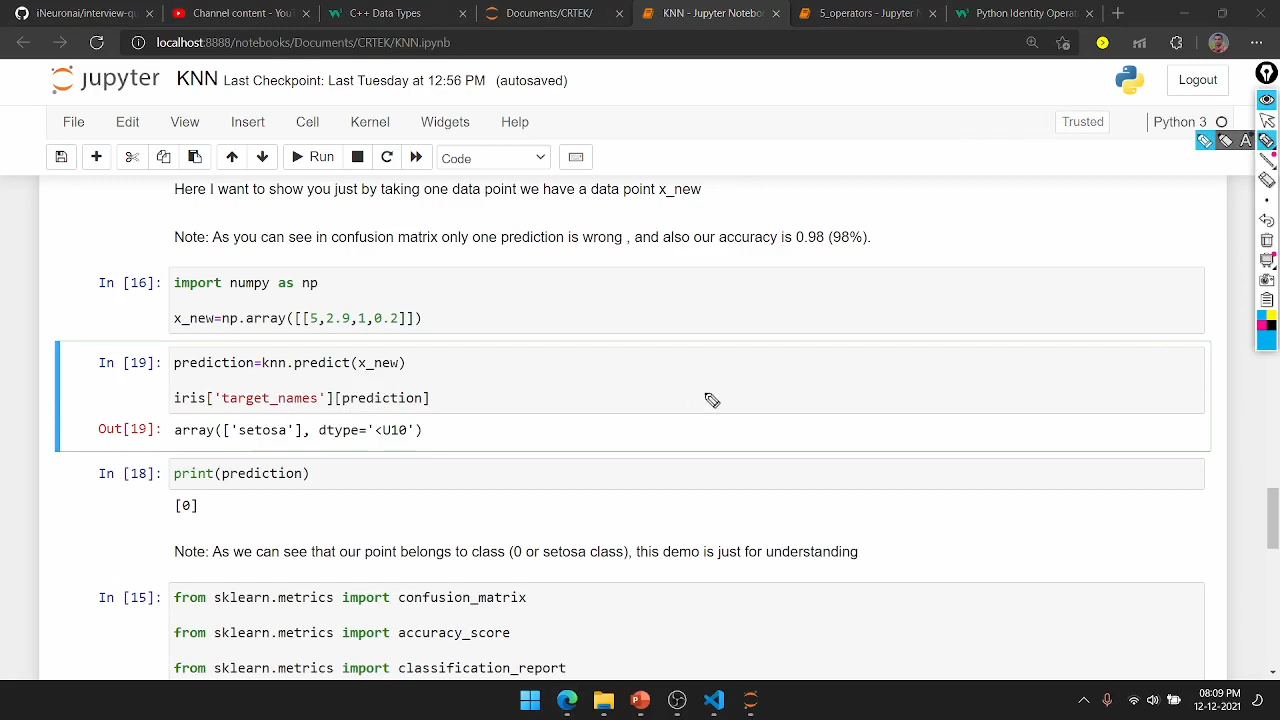 iNeuronai/interview-qu
Channel content - YouT
C++ Data Types
Documents/CRTEK/
KNN - Jupyter Notebo
5_operators - Jupyter N
Python Identity Operat
localhost:8888/notebooks/Documents/CRTEK/KNN.ipynb
jupyter KNN Last Checkpoint: Last Tuesday at 12:56 PM (autosaved)
Logout
File Edit View Insert Cell Kernel Widgets Help
Trusted
Python 3
Run
Code
A
Here I want to show you just by taking one data point we have a data point x_new
Note: As you can see in confusion matrix only one prediction is wrong , and also our accuracy is 0.98 (98%).
In [16]: import numpy as np
x_new=np.array([[5,2.9,1,0.2]])
In [19]: prediction=knn.predict(x_new)
iris['target_names'][prediction]
Out[19]: array(['setosa'], dtype='<U10')
In [18]: print(prediction)
[0]
Note: As we can see that our point belongs to class (0 or setosa class), this demo is just for understanding
In [15]: from sklearn.metrics import confusion_matrix
from sklearn.metrics import accuracy_score
from sklearn.metrics import classification_report
08:09 PM
12-12-2021